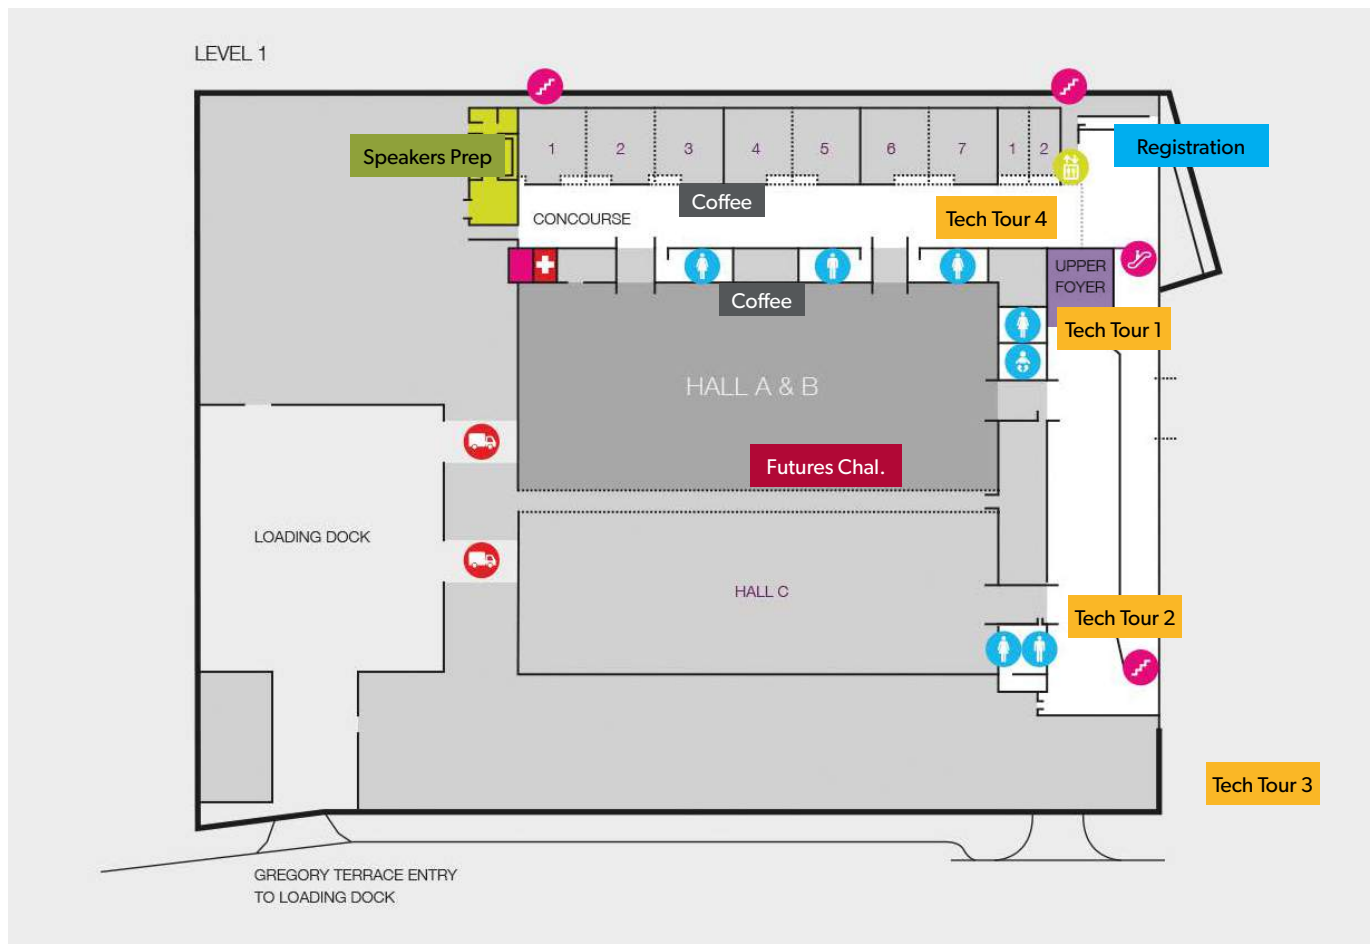 LEVEL 1
Speakers Prep
1
2
3
4
5
6
7
1
2
Registration
Coffee
CONCOURSE
Tech Tour 4
UPPER
FOYER
Coffee
Tech Tour 1
HALL A & B
Futures Chal.
LOADING DOCK
HALL C
Tech Tour 2
Tech Tour 3
GREGORY TERRACE ENTRY
TO LOADING DOCK